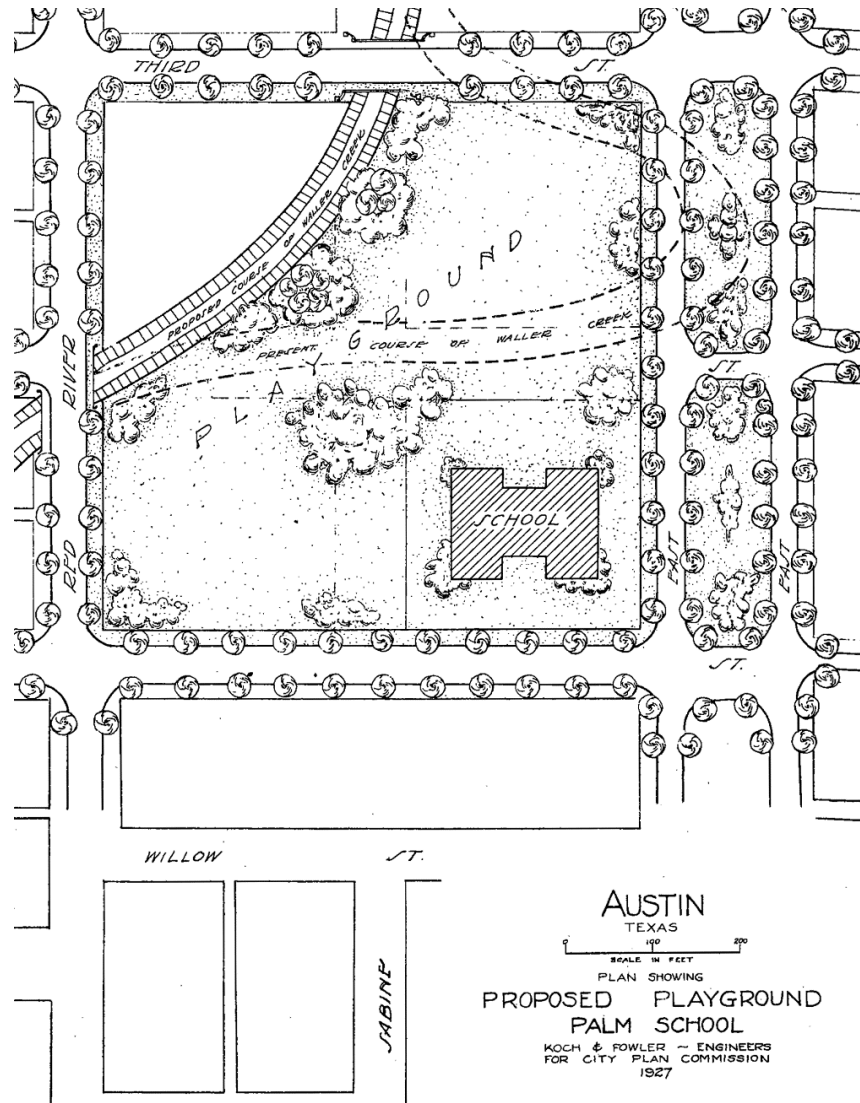 THIRD ST.
PROPOSED COURSE OF WALLER CREEK
PLAYGROUND
PRESENT COURSE OF WALLER CREEK
RED RIVER
ST.
SCHOOL
EAST
EAST
ST.
WILLOW ST.
SABINE
AUSTIN
TEXAS
0 100 200
SCALE IN FEET
PLAN SHOWING
PROPOSED PLAYGROUND
PALM SCHOOL
KOCH & FOWLER ~ ENGINEERS
FOR CITY PLAN COMMISSION
1927